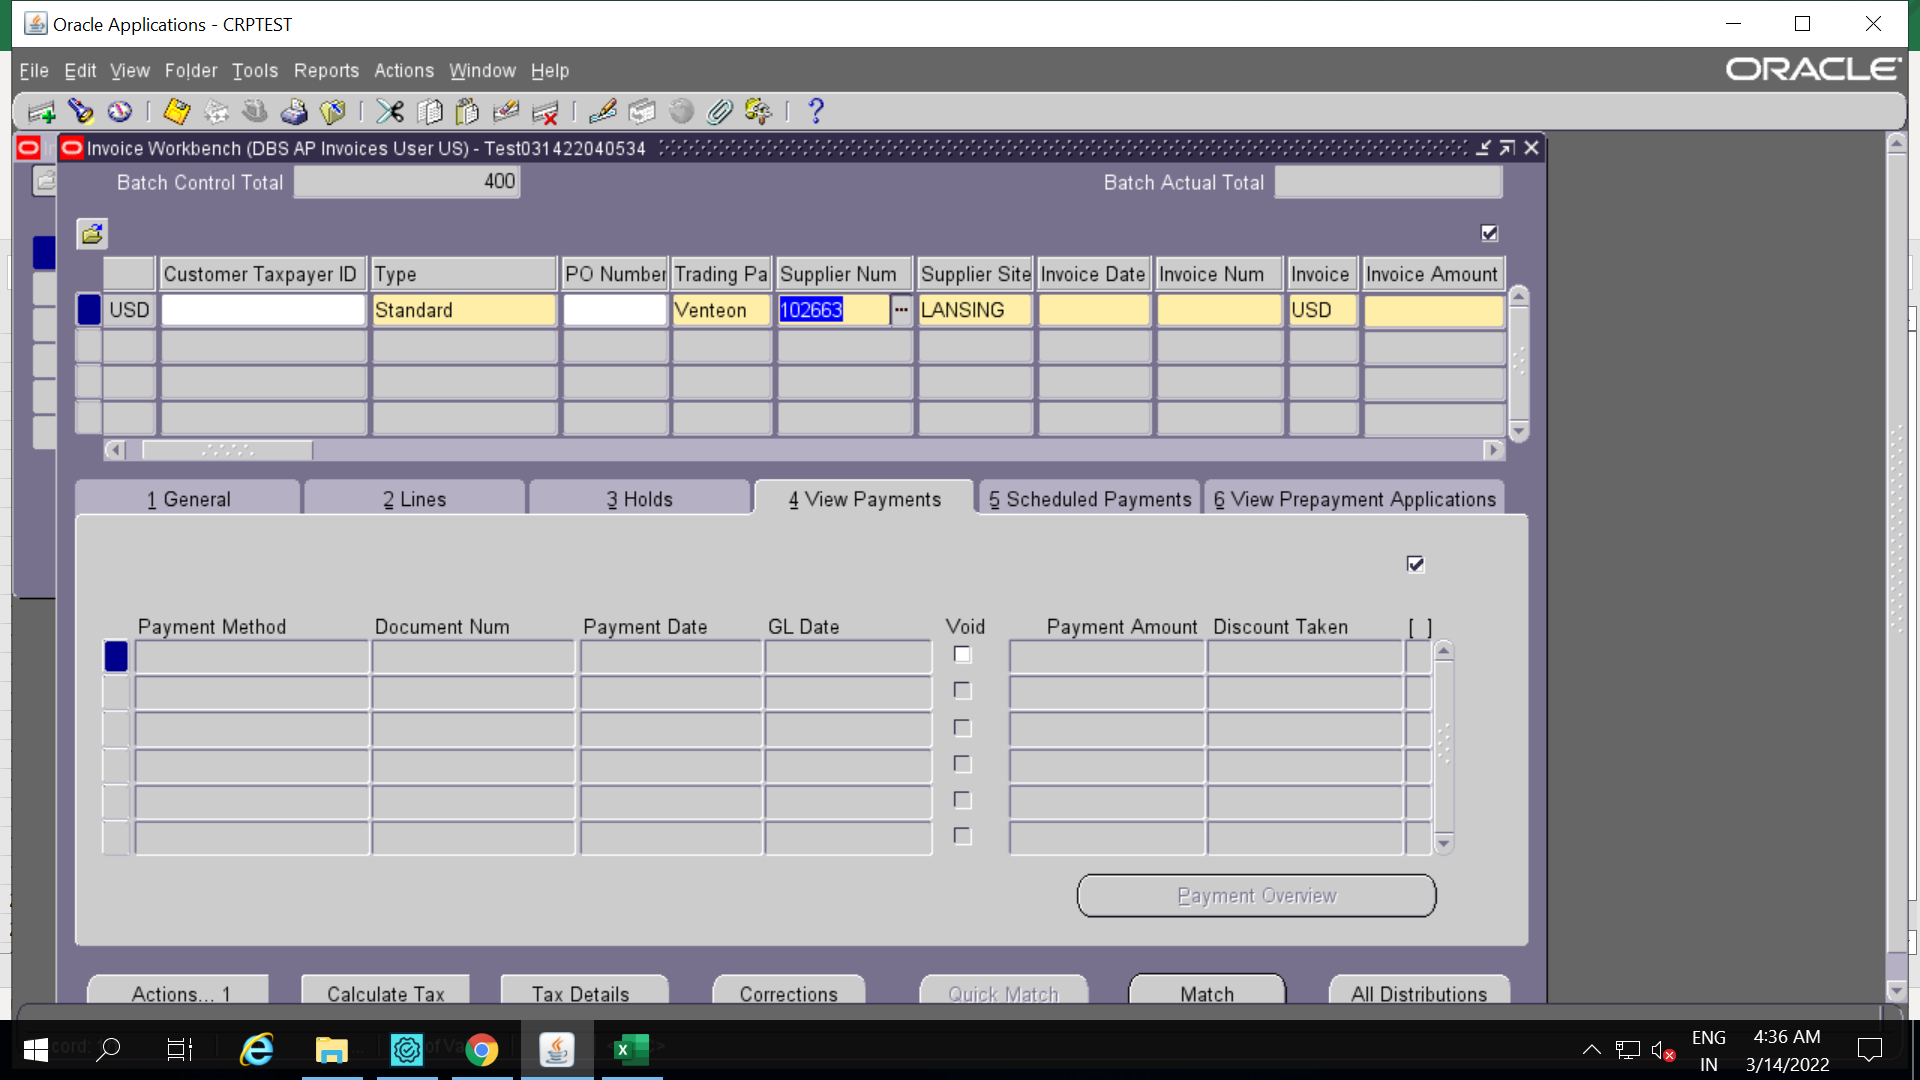 Oracle Applications - CRPTEST
File Edit View Folder Tools Reports Actions Window Help
ORACLE
Invoice Workbench (DBS AP Invoices User US) - Test031422040534
Batch Control Total 400 Batch Actual Total
Customer Taxpayer ID Type PO Number Trading Pa Supplier Num Supplier Site Invoice Date Invoice Num Invoice Invoice Amount
USD Standard Venteon 102663 ... LANSING USD
1 General 2 Lines 3 Holds 4 View Payments 5 Scheduled Payments 6 View Prepayment Applications
Payment Method Document Num Payment Date GL Date Void Payment Amount Discount Taken [ ]
Payment Overview
Actions... 1 Calculate Tax Tax Details Corrections Quick Match Match All Distributions
ENG 4:36 AM
IN 3/14/2022